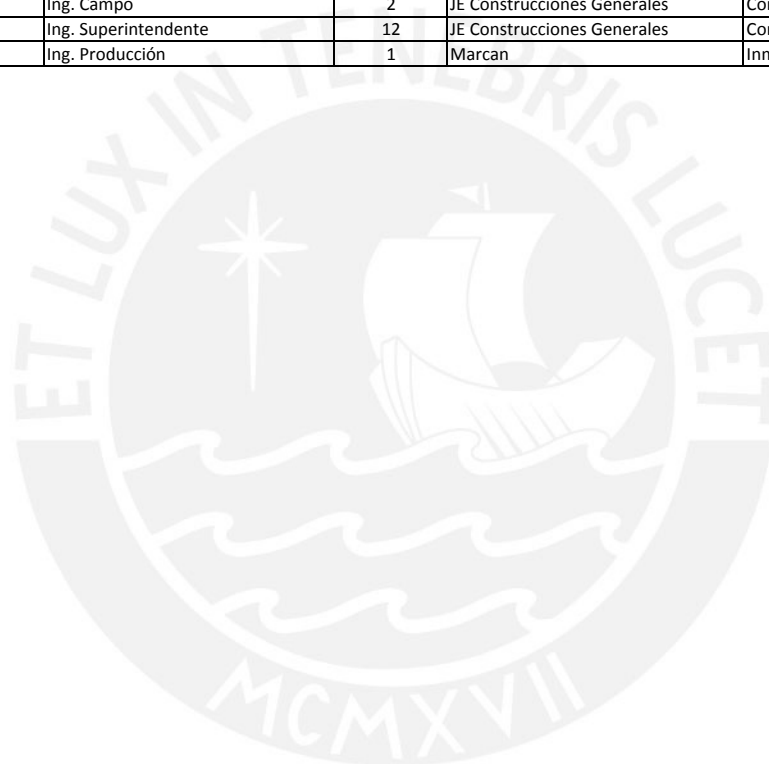 Ing. Campo 2 JE Construcciones Generales
Ing. Superintendente 12 JE Construcciones Generales
Ing. Producción 1 Marcan
ET LUX IN TENEBRIS LUCET
MCMXVII